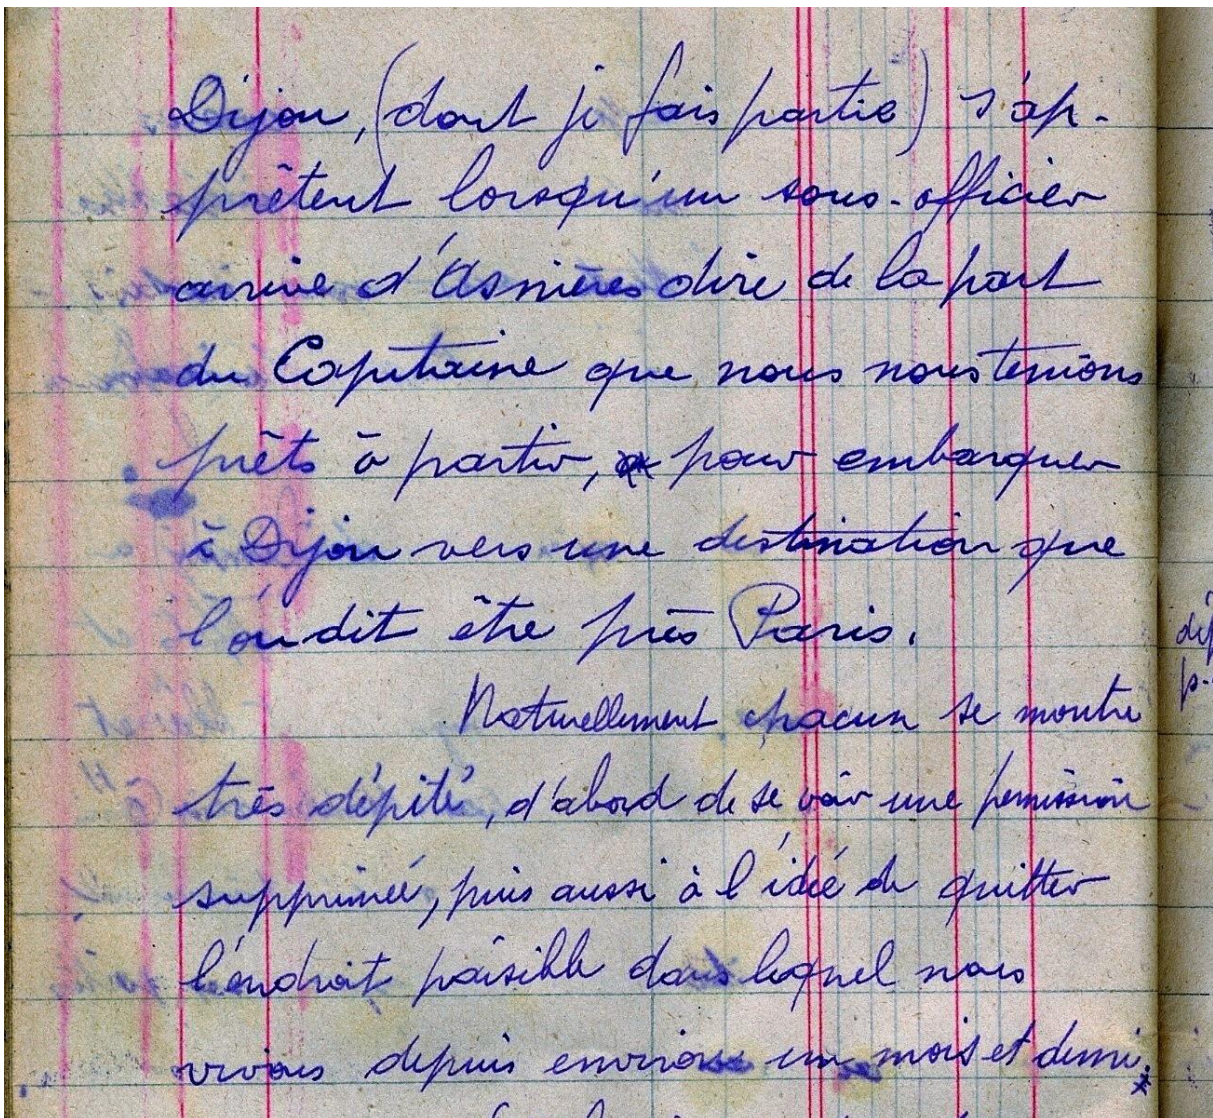 Dijon, (dont je fais partie) s'ap-
prêtent lorsqu'un sous-officier
arrive d'Asnières dire de la part
du Capitaine que nous nous tenions
prêts à partir, pour embarquer
à Dijon vers une destination que
l'on dit être près Paris.
Naturellement chacun se montre
très dépité, d'abord de se voir une permission
supprimée, puis aussi à l'idée de quitter
l'endroit paisible dans lequel nous
vivions depuis environ un mois et demi.